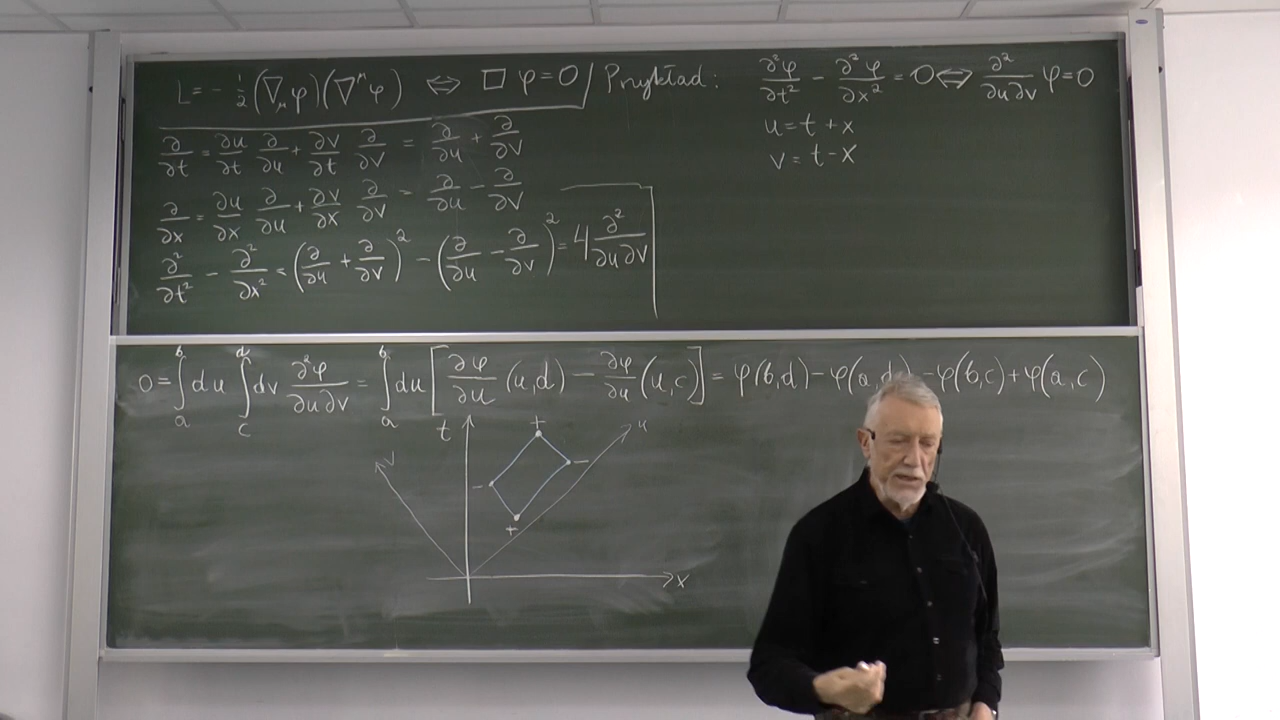 L = - 1/2 (∇_μ φ)(∇^μ φ) ⇔ □ φ = 0 / Przykład: ∂²φ/∂t² - ∂²φ/∂x² = 0 ⇔ ∂²/∂u∂v φ = 0
u = t + x
v = t - x
∂/∂t = ∂u/∂t ∂/∂u + ∂v/∂t ∂/∂v = ∂/∂u + ∂/∂v
∂/∂x = ∂u/∂x ∂/∂u + ∂v/∂x ∂/∂v = ∂/∂u - ∂/∂v
∂²/∂t² - ∂²/∂x² = (∂/∂u + ∂/∂v)² - (∂/∂u - ∂/∂v)² = 4 ∂²/∂u∂v
0 = ∫_a^b du ∫_c^d dv ∂²φ/∂u∂v = ∫_a^b du [∂φ/∂u (u,d) - ∂φ/∂u (u,c)] = φ(b,d) - φ(a,d) - φ(b,c) + φ(a,c)
t + u
v
- -
+
x